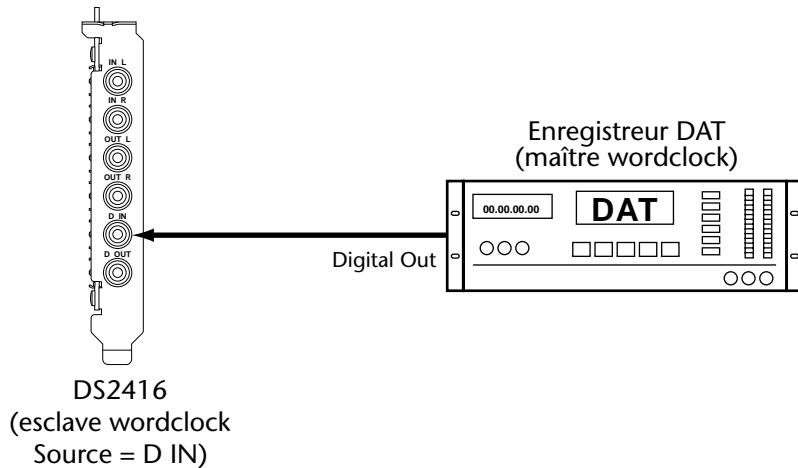 IN L
IN R
OUT L
OUT R
D IN
D OUT
Enregistreur DAT
(maître wordclock)
00.00.00.00
DAT
Digital Out
DS2416
(esclave wordclock
Source = D IN)